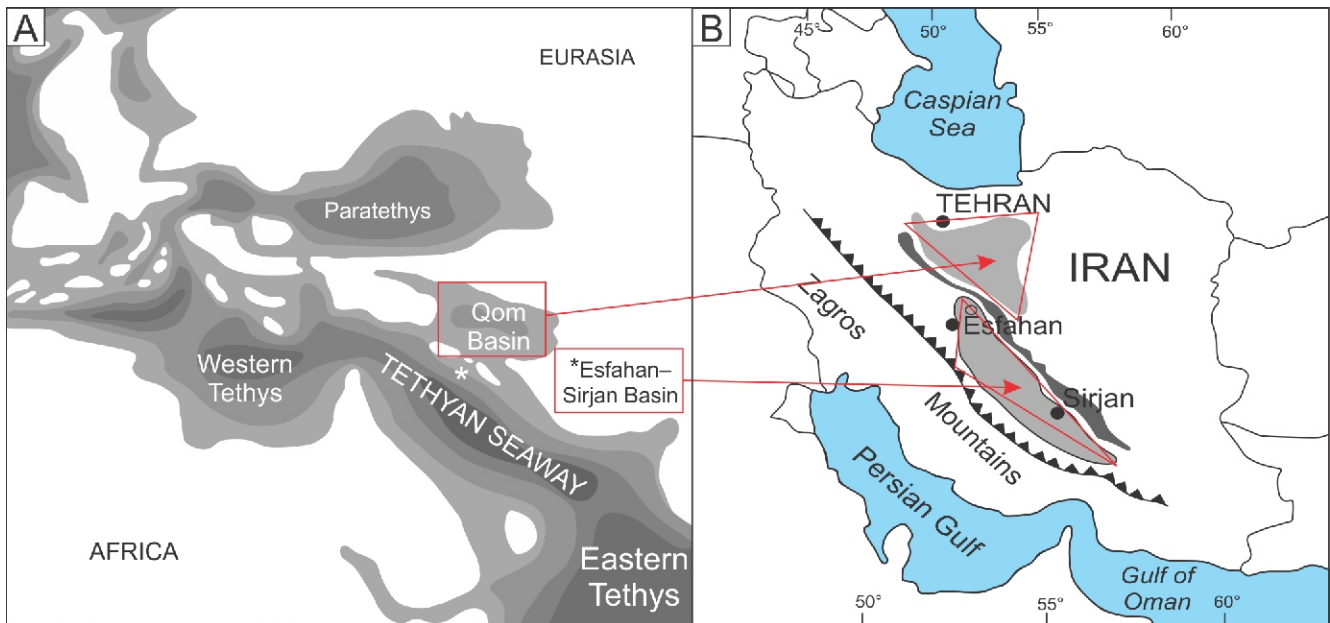 A
EURASIA
Paratethys
Qom
Basin
Western
Tethys
*
*Esfahan–
Sirjan Basin
TETHYAN SEAWAY
AFRICA
Eastern
Tethys
B
45°
50°
55°
60°
Caspian
Sea
TEHRAN
IRAN
Zagros
Esfahan
Sirjan
Mountains
Persian Gulf
Gulf of
Oman
50°
55°
60°